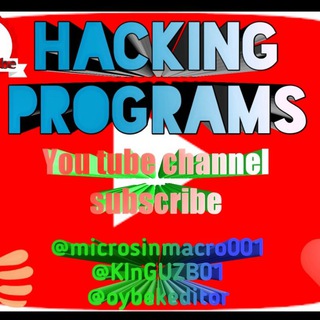 HACKING
PROGRAMS
You tube channel
subscribe
@microsinmacro001
@KInGUZB01
@oybekeditor